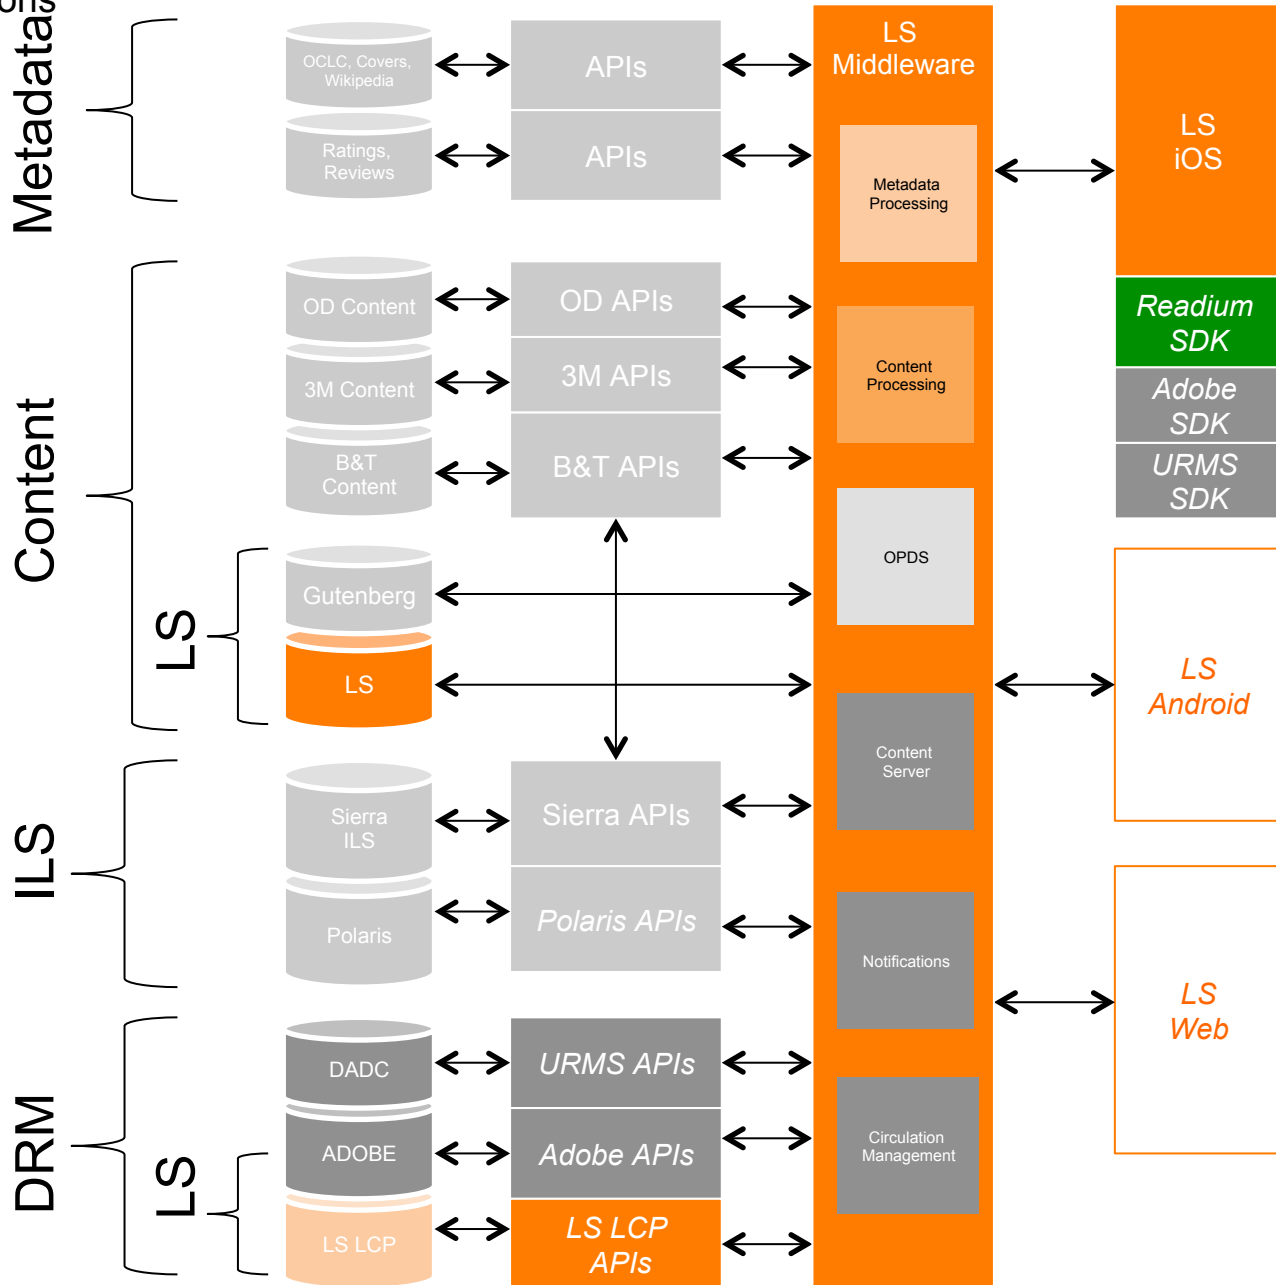 ons
Metadata
OCLC, Covers,
Wikipedia
APIs
Ratings,
Reviews
APIs
Content
OD Content
OD APIs
3M Content
3M APIs
B&T
Content
B&T APIs
LS
Gutenberg
LS
ILS
Sierra
ILS
Sierra APIs
Polaris
Polaris APIs
DRM
DADC
URMS APIs
LS
ADOBE
Adobe APIs
LS LCP
LS LCP
APIs
LS
Middleware
Metadata
Processing
Content
Processing
OPDS
Content
Server
Notifications
Circulation
Management
LS
iOS
Readium
SDK
Adobe
SDK
URMS
SDK
LS
Android
LS
Web